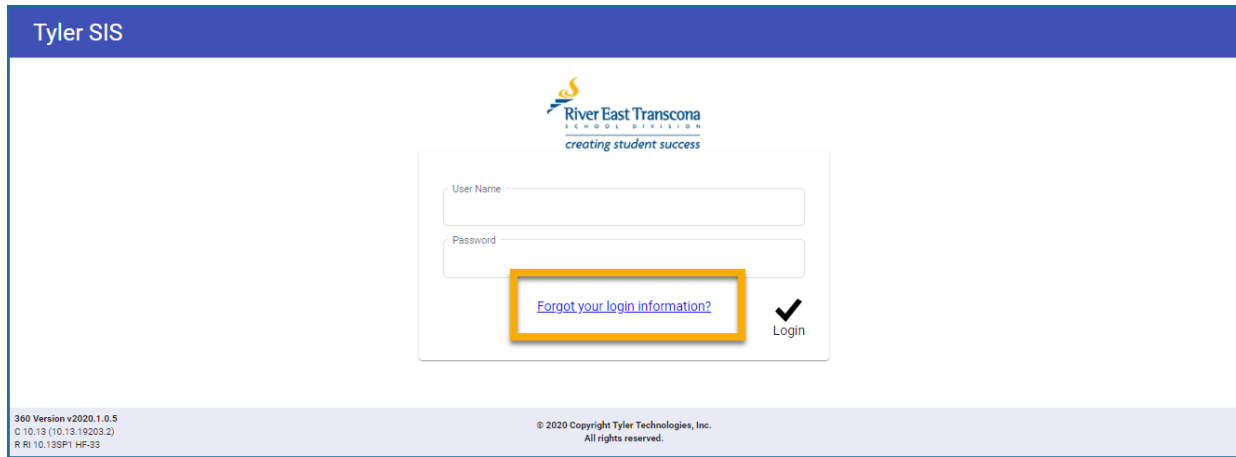 Tyler SIS
River East Transcona
SCHOOL DIVISION
creating student success
User Name
Password
Forgot your login information?
Login
360 Version v2020.1.0.5
C 10.13 (10.13.19203.2)
R RI 10.13SP1 HF-33
© 2020 Copyright Tyler Technologies, Inc.
All rights reserved.